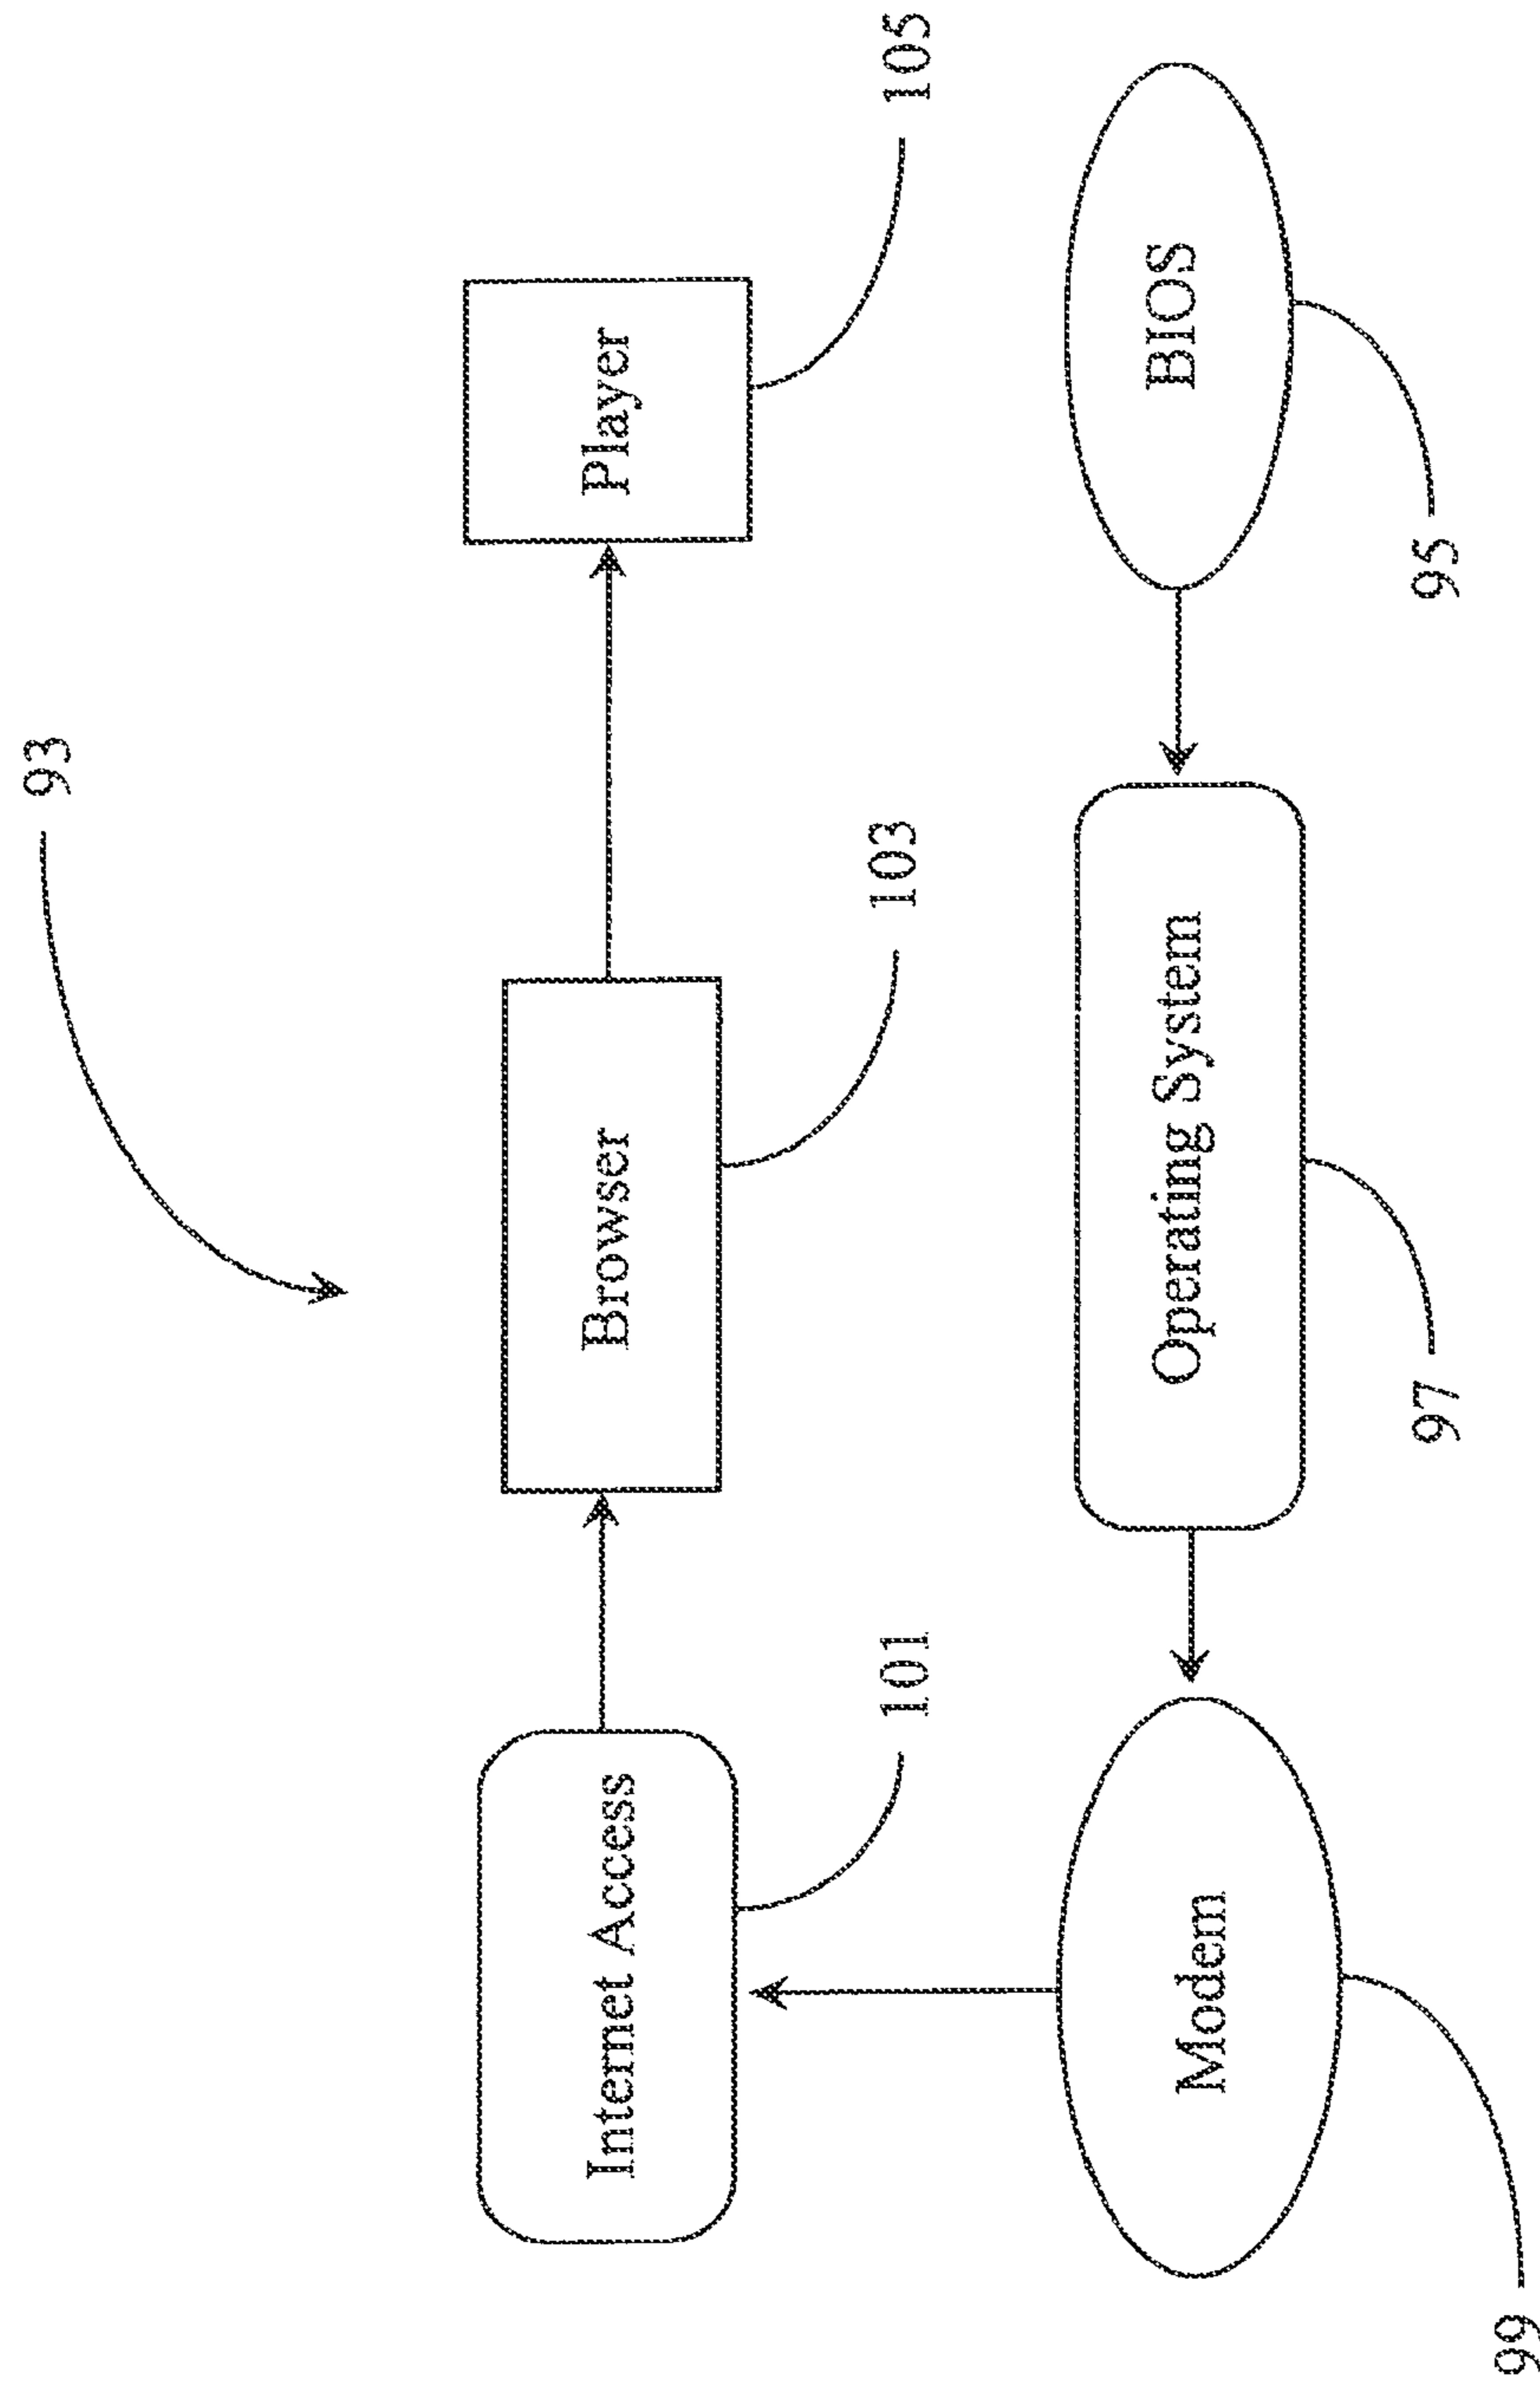 93
Internet Access
Browser
Player
101
103
105
Modem
Operating System
BIOS
99
97
95